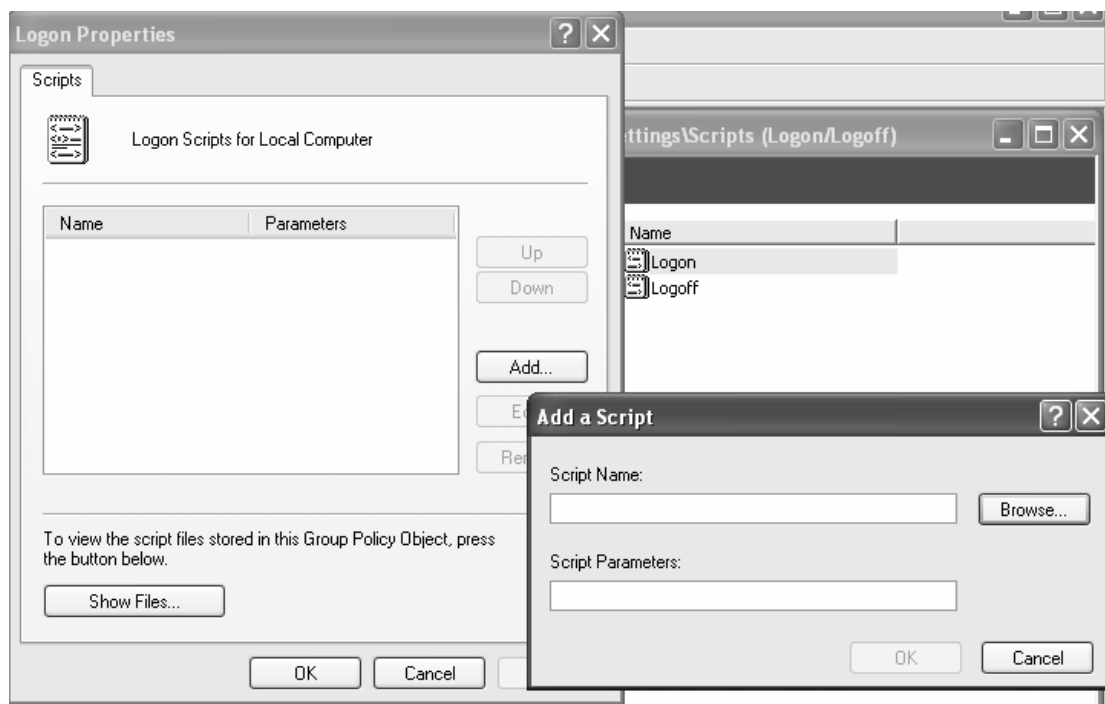 Logon Properties
Scripts
Logon Scripts for Local Computer
Name Parameters
Up
Down
Add...
To view the script files stored in this Group Policy Object, press
the button below.
Show Files...
OK Cancel
(Logon/Logoff)
Name
Logon
Logoff
Add a Script
Script Name:
Browse...
Script Parameters:
OK Cancel